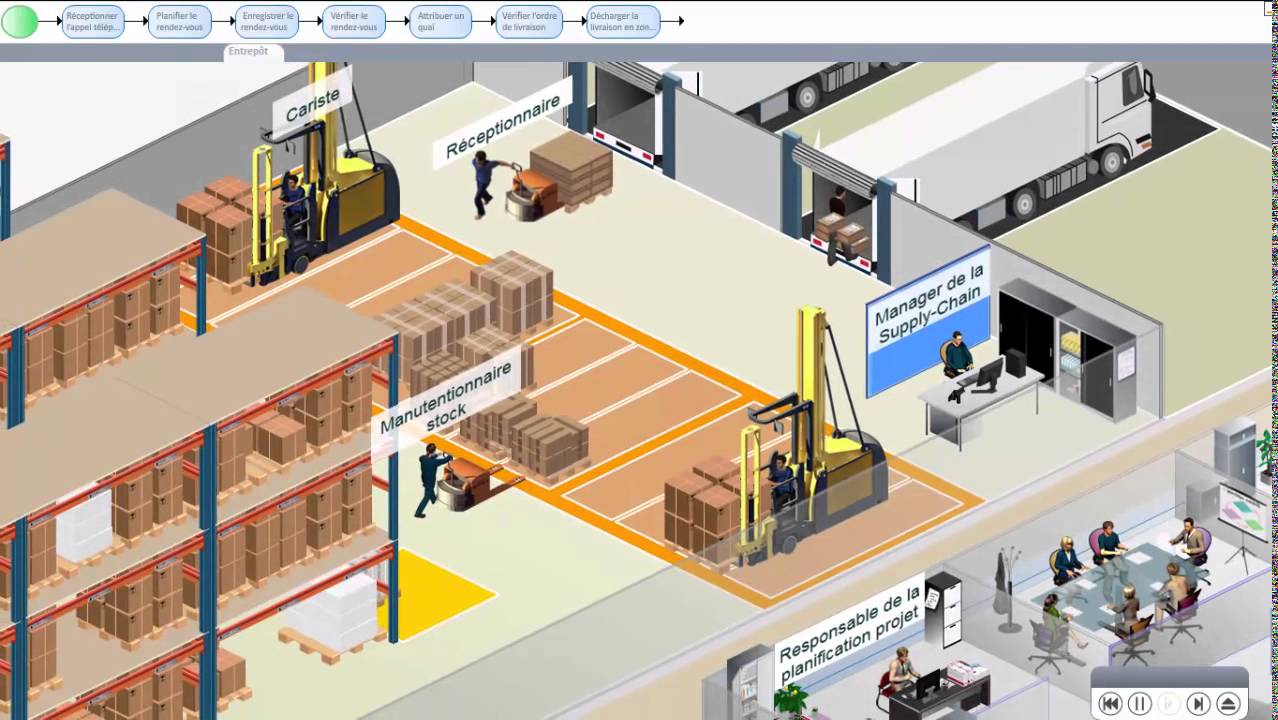 Réceptionner
l'appel télép...
Planifier le
rendez-vous
Enregistrer le
rendez-vous
Vérifier le
rendez-vous
Attribuer un
quai
Vérifier l'ordre
de livraison
Décharger la
livraison en zon...
Entrepôt
Cariste
Réceptionnaire
Manager de la
Supply-Chain
Manutentionnaire
stock
Responsable de la
planification projet